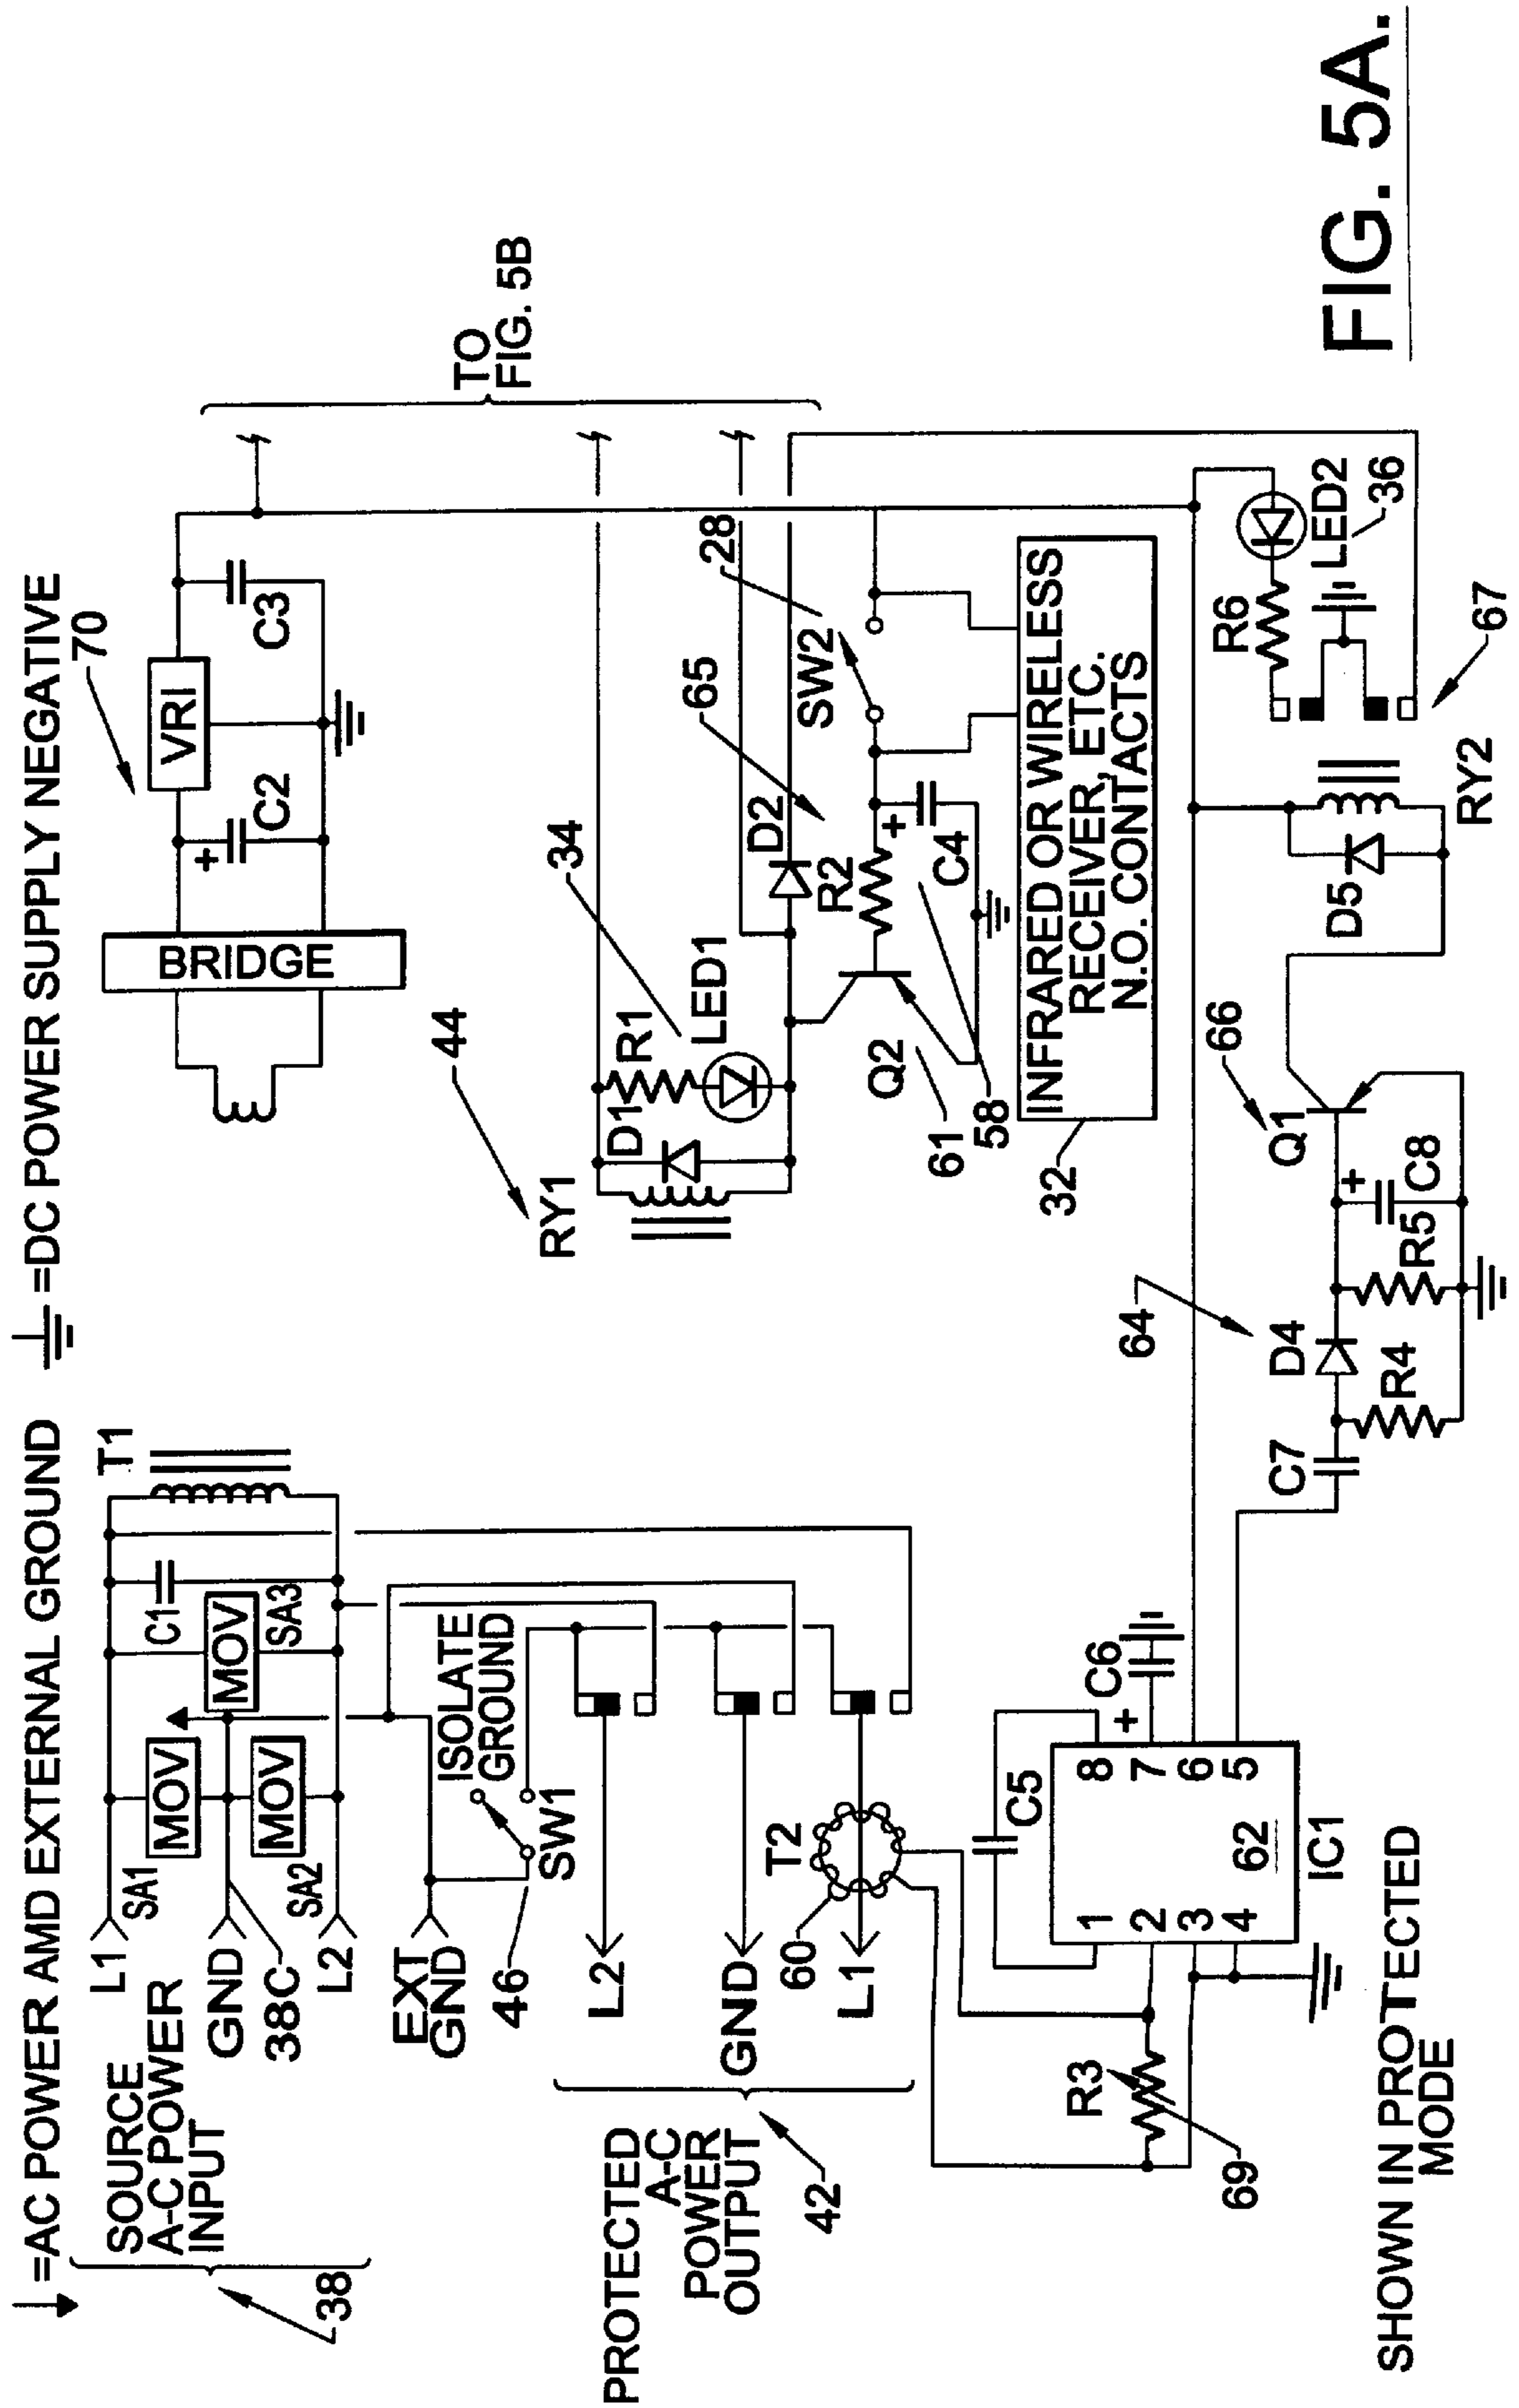 =AC POWER AMD EXTERNAL GROUND
=DC POWER SUPPLY NEGATIVE
SOURCE
A-C POWER
INPUT
38
L1
GND
38C
L2
SA1
SA2
MOV
MOV
MOV
SA3
C1
T1
BRIDGE
C2
VRI
70
C3
EXT
GND
46
SW1
ISOLATE
GROUND
PROTECTED
A-C
POWER
OUTPUT
42
L2
GND
L1
60
T2
44
RY1
D1
R1
LED1
34
D2
65
TO
FIG. 5B
Q2
61
58
R2
+
C4
SW2
28
INFRARED OR WIRELESS
RECEIVER, ETC.
N.O. CONTACTS
32
R3
69
C5
1
2
3
4
8
7
6
5
62
IC1
+
C6
C7
R4
D4
64
R5
+
C8
Q1
66
D5
RY2
R6
LED2
36
67
+
SHOWN IN PROTECTED
MODE
FIG. 5A.